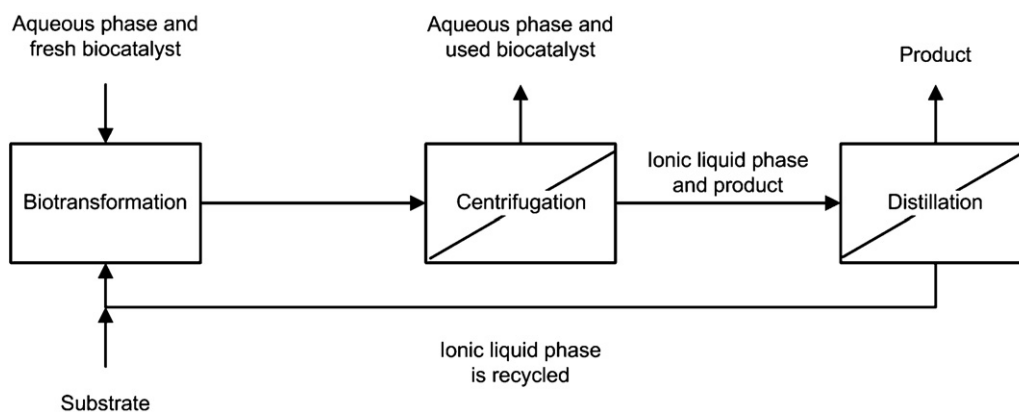 Aqueous phase and
fresh biocatalyst
Aqueous phase and
used biocatalyst
Product
Biotransformation
Centrifugation
Ionic liquid phase
and product
Distillation
Ionic liquid phase
is recycled
Substrate